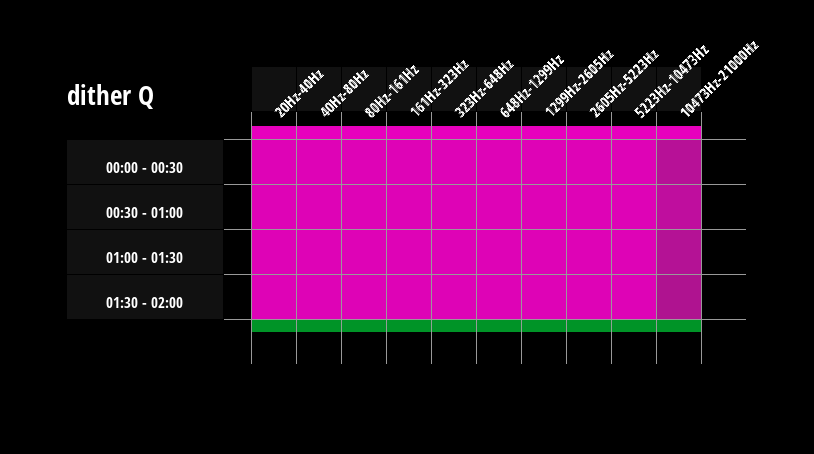 dither Q
20Hz-40Hz
40Hz-80Hz
80Hz-161Hz
161Hz-323Hz
323Hz-648Hz
648Hz-1299Hz
1299Hz-2605Hz
2605Hz-5223Hz
5223Hz-10473Hz
10473Hz-21000Hz
00:00 - 00:30
00:30 - 01:00
01:00 - 01:30
01:30 - 02:00